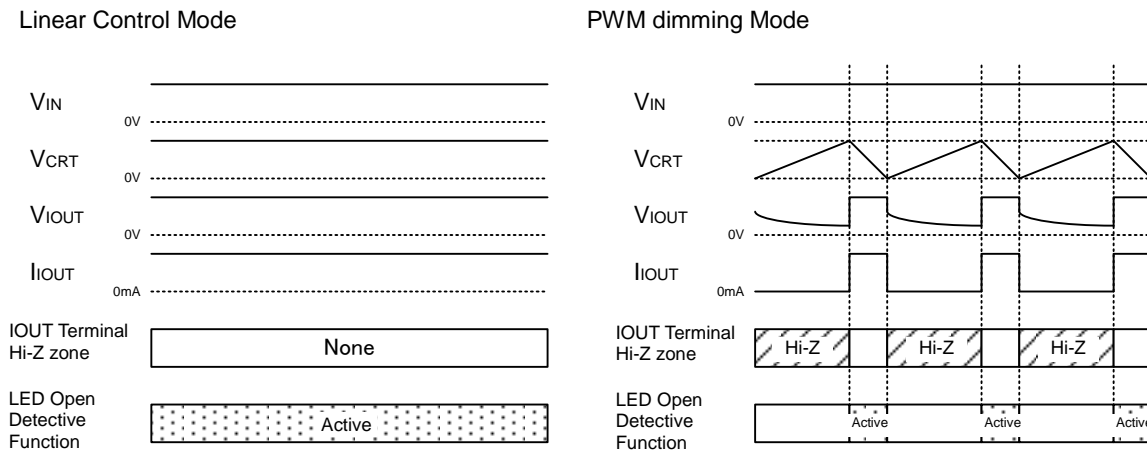 Linear Control Mode
VIN
0V
VCRT
0V
VIOUT
0V
IIOUT
0mA
IOUT Terminal
Hi-Z zone
None
LED Open
Detective
Function
Active
PWM dimming Mode
VIN
0V
VCRT
VIOUT
0V
IIOUT
0mA
IOUT Terminal
Hi-Z zone
Hi-Z Hi-Z Hi-Z
LED Open
Detective
Function
Active Active Active